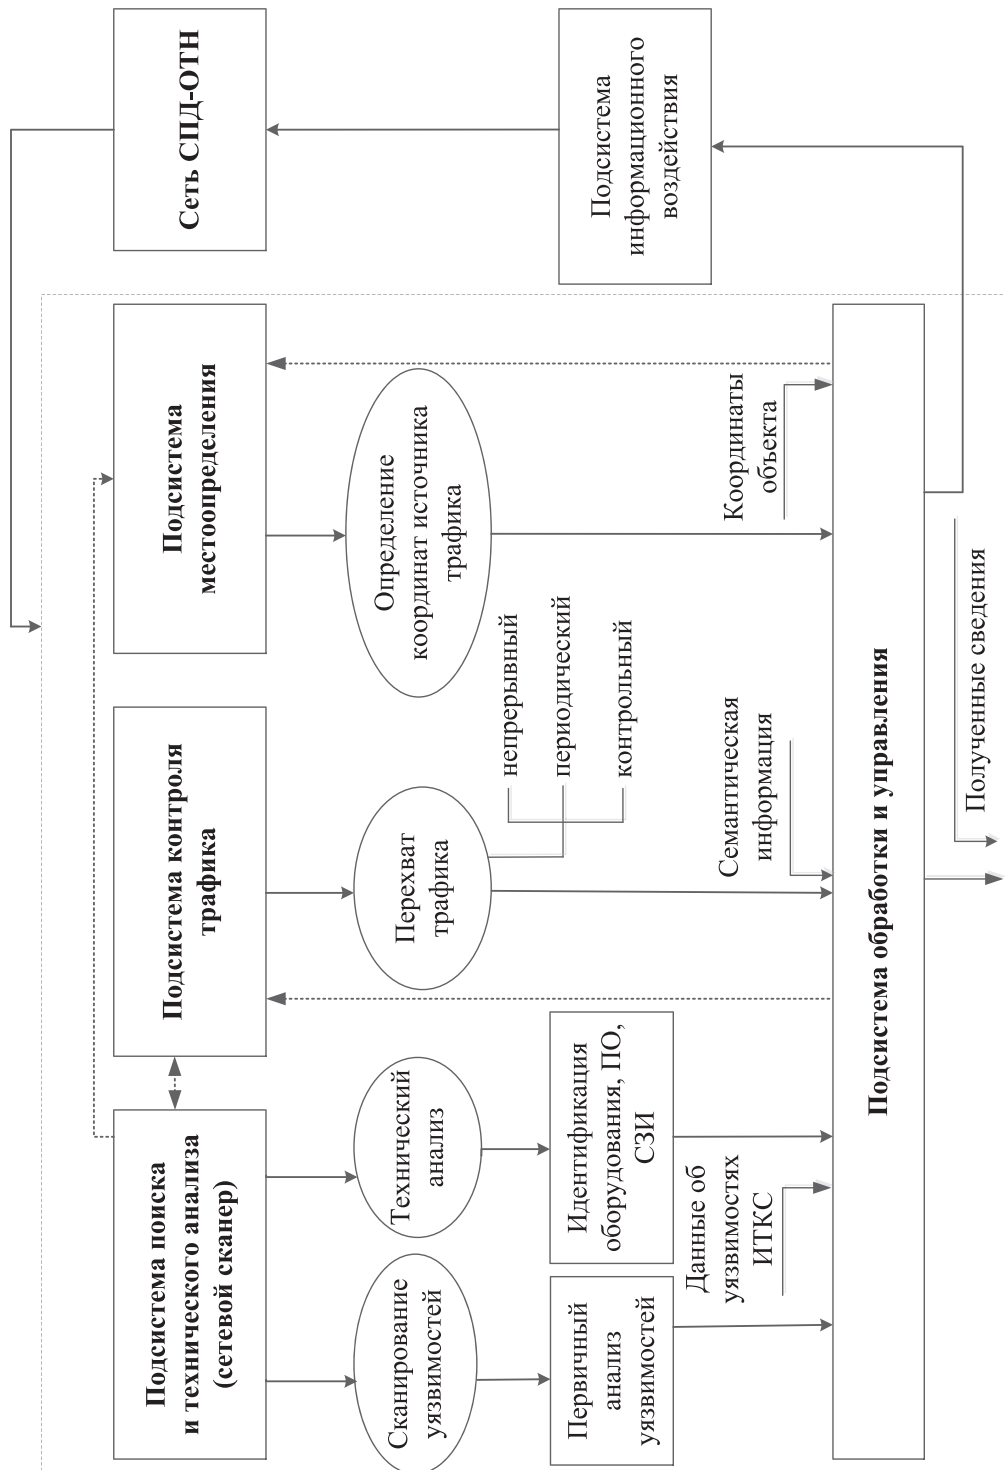 Подсистема поиска
и технического анализа
(сетевой сканер)
Подсистема контроля
трафика
Подсистема
местоопределения
Сеть СПД-ОТН
Сканирование
уязвимостей
Технический
анализ
Перехват
трафика
Определение
координат источника
трафика
непрерывный
периодический
контрольный
Подсистема
информационного
воздействия
Первичный
анализ
уязвимостей
Идентификация
оборудования, ПО,
СЗИ
Данные об
уязвимостях
ИТКС
Семантическая
информация
Координаты
объекта
Подсистема обработки и управления
Полученные сведения